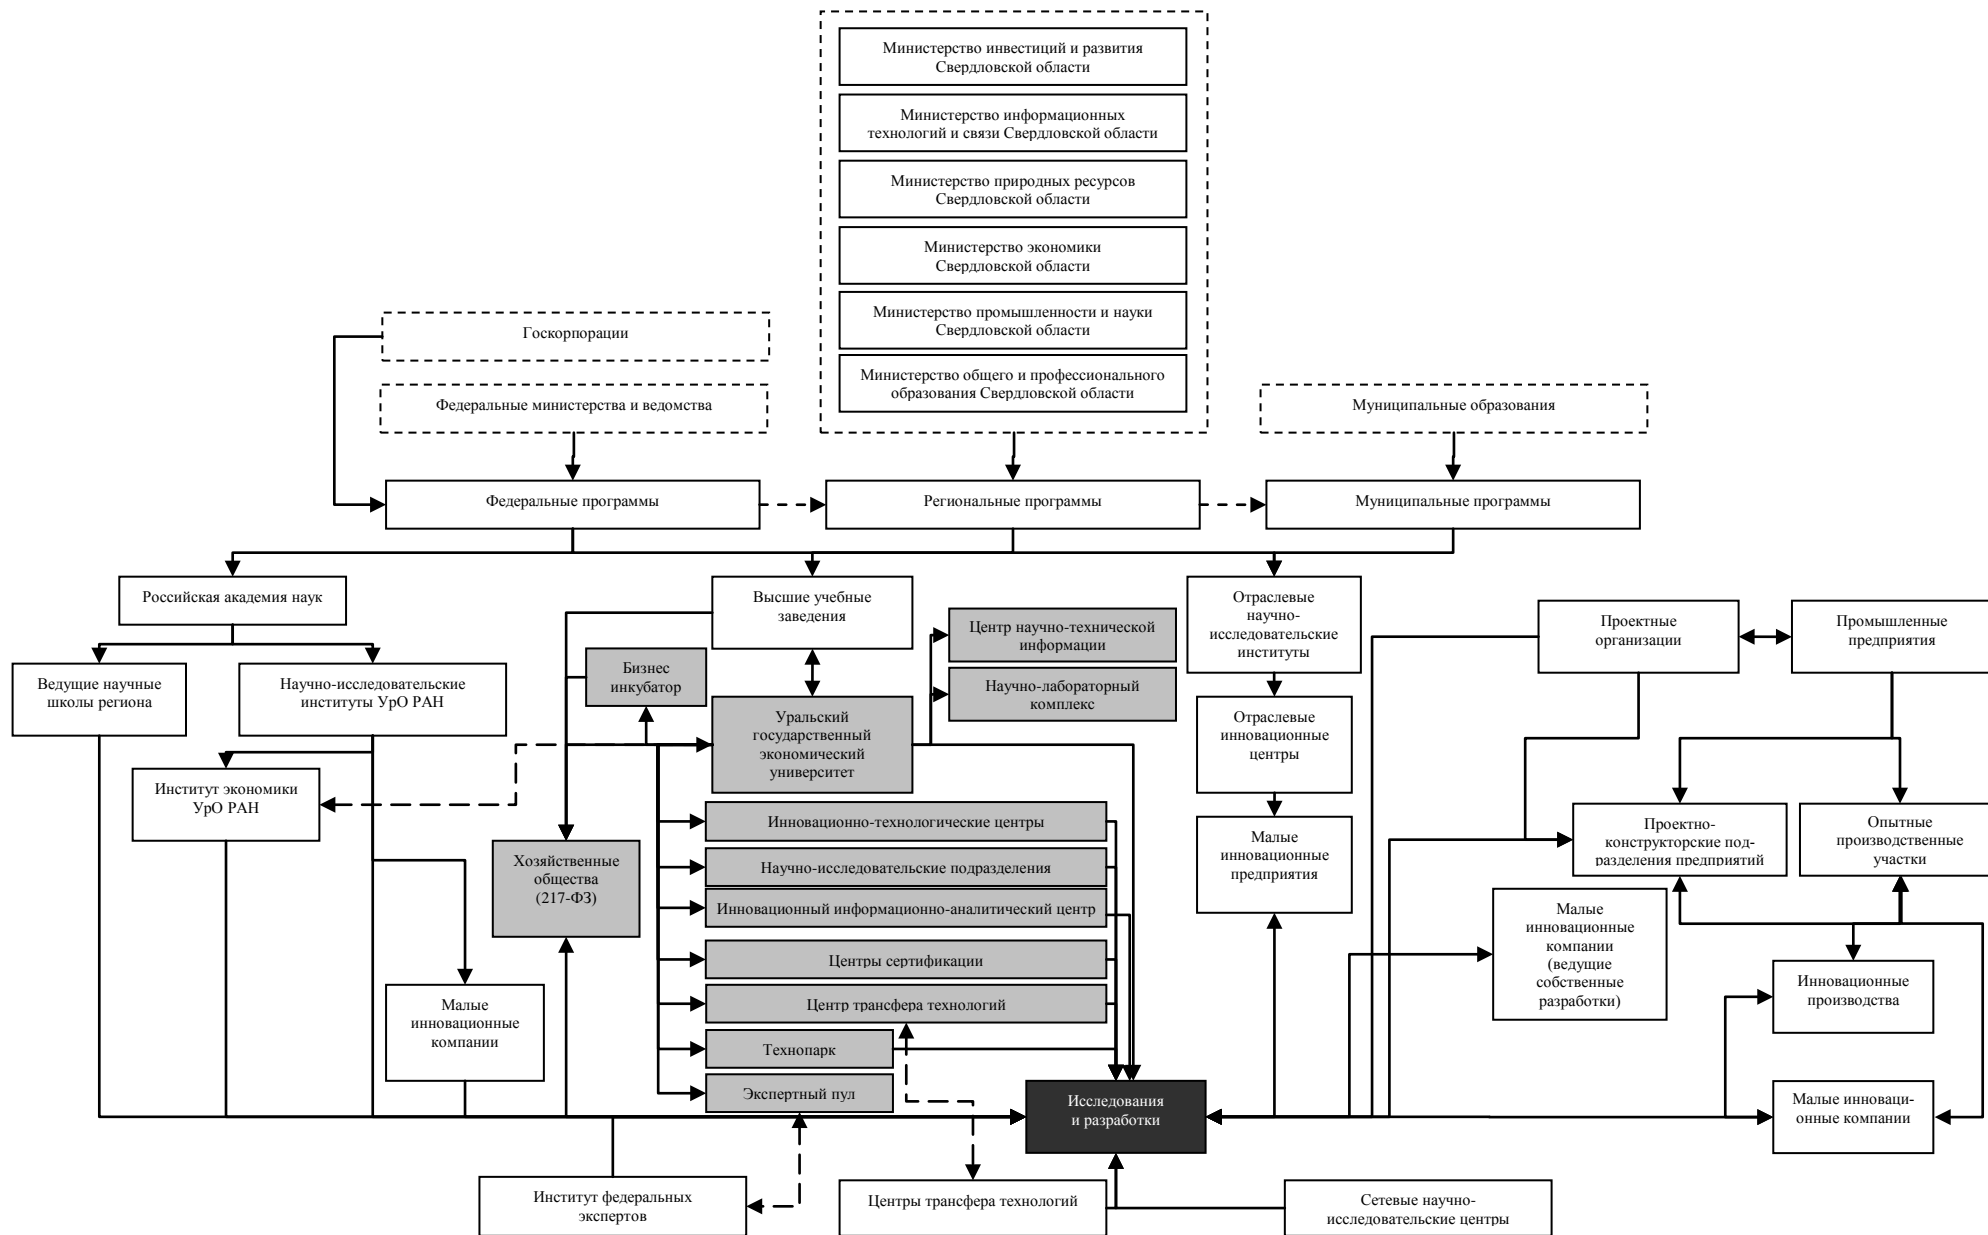 Министерство инвестиций и развития
Свердловской области
Министерство информационных
технологий и связи Свердловской области
Министерство природных ресурсов
Свердловской области
Министерство экономики
Свердловской области
Министерство промышленности и науки
Свердловской области
Министерство общего и профессионального
образования Свердловской области
Госкорпорации
Федеральные министерства и ведомства
Муниципальные образования
Федеральные программы
Региональные программы
Муниципальные программы
Российская академия наук
Высшие учебные
заведения
Отраслевые
научно-
исследовательские
институты
Проектные
организации
Промышленные
предприятия
Центр научно-технической
информации
Научно-лабораторный
комплекс
Бизнес
инкубатор
Ведущие научные
школы региона
Научно-исследовательские
институты УрО РАН
Уральский
государственный
экономический
университет
Отраслевые
инновационные
центры
Институт экономики
УрО РАН
Инновационно-технологические центры
Научно-исследовательские подразделения
Инновационный информационно-аналитический центр
Центры сертификации
Центр трансфера технологий
Технопарк
Экспертный пул
Хозяйственные
общества
(217-ФЗ)
Малые
инновационные
предприятия
Проектно-
конструкторские под-
разделения предприятий
Опытные
производственные
участки
Малые
инновационные
компании
(ведущие
собственные
разработки)
Инновационные
производства
Малые
инновационные
компании
Исследования
и разработки
Малые инноваци-
онные компании
Институт федеральных
экспертов
Центры трансфера технологий
Сетевые научно-
исследовательские центры